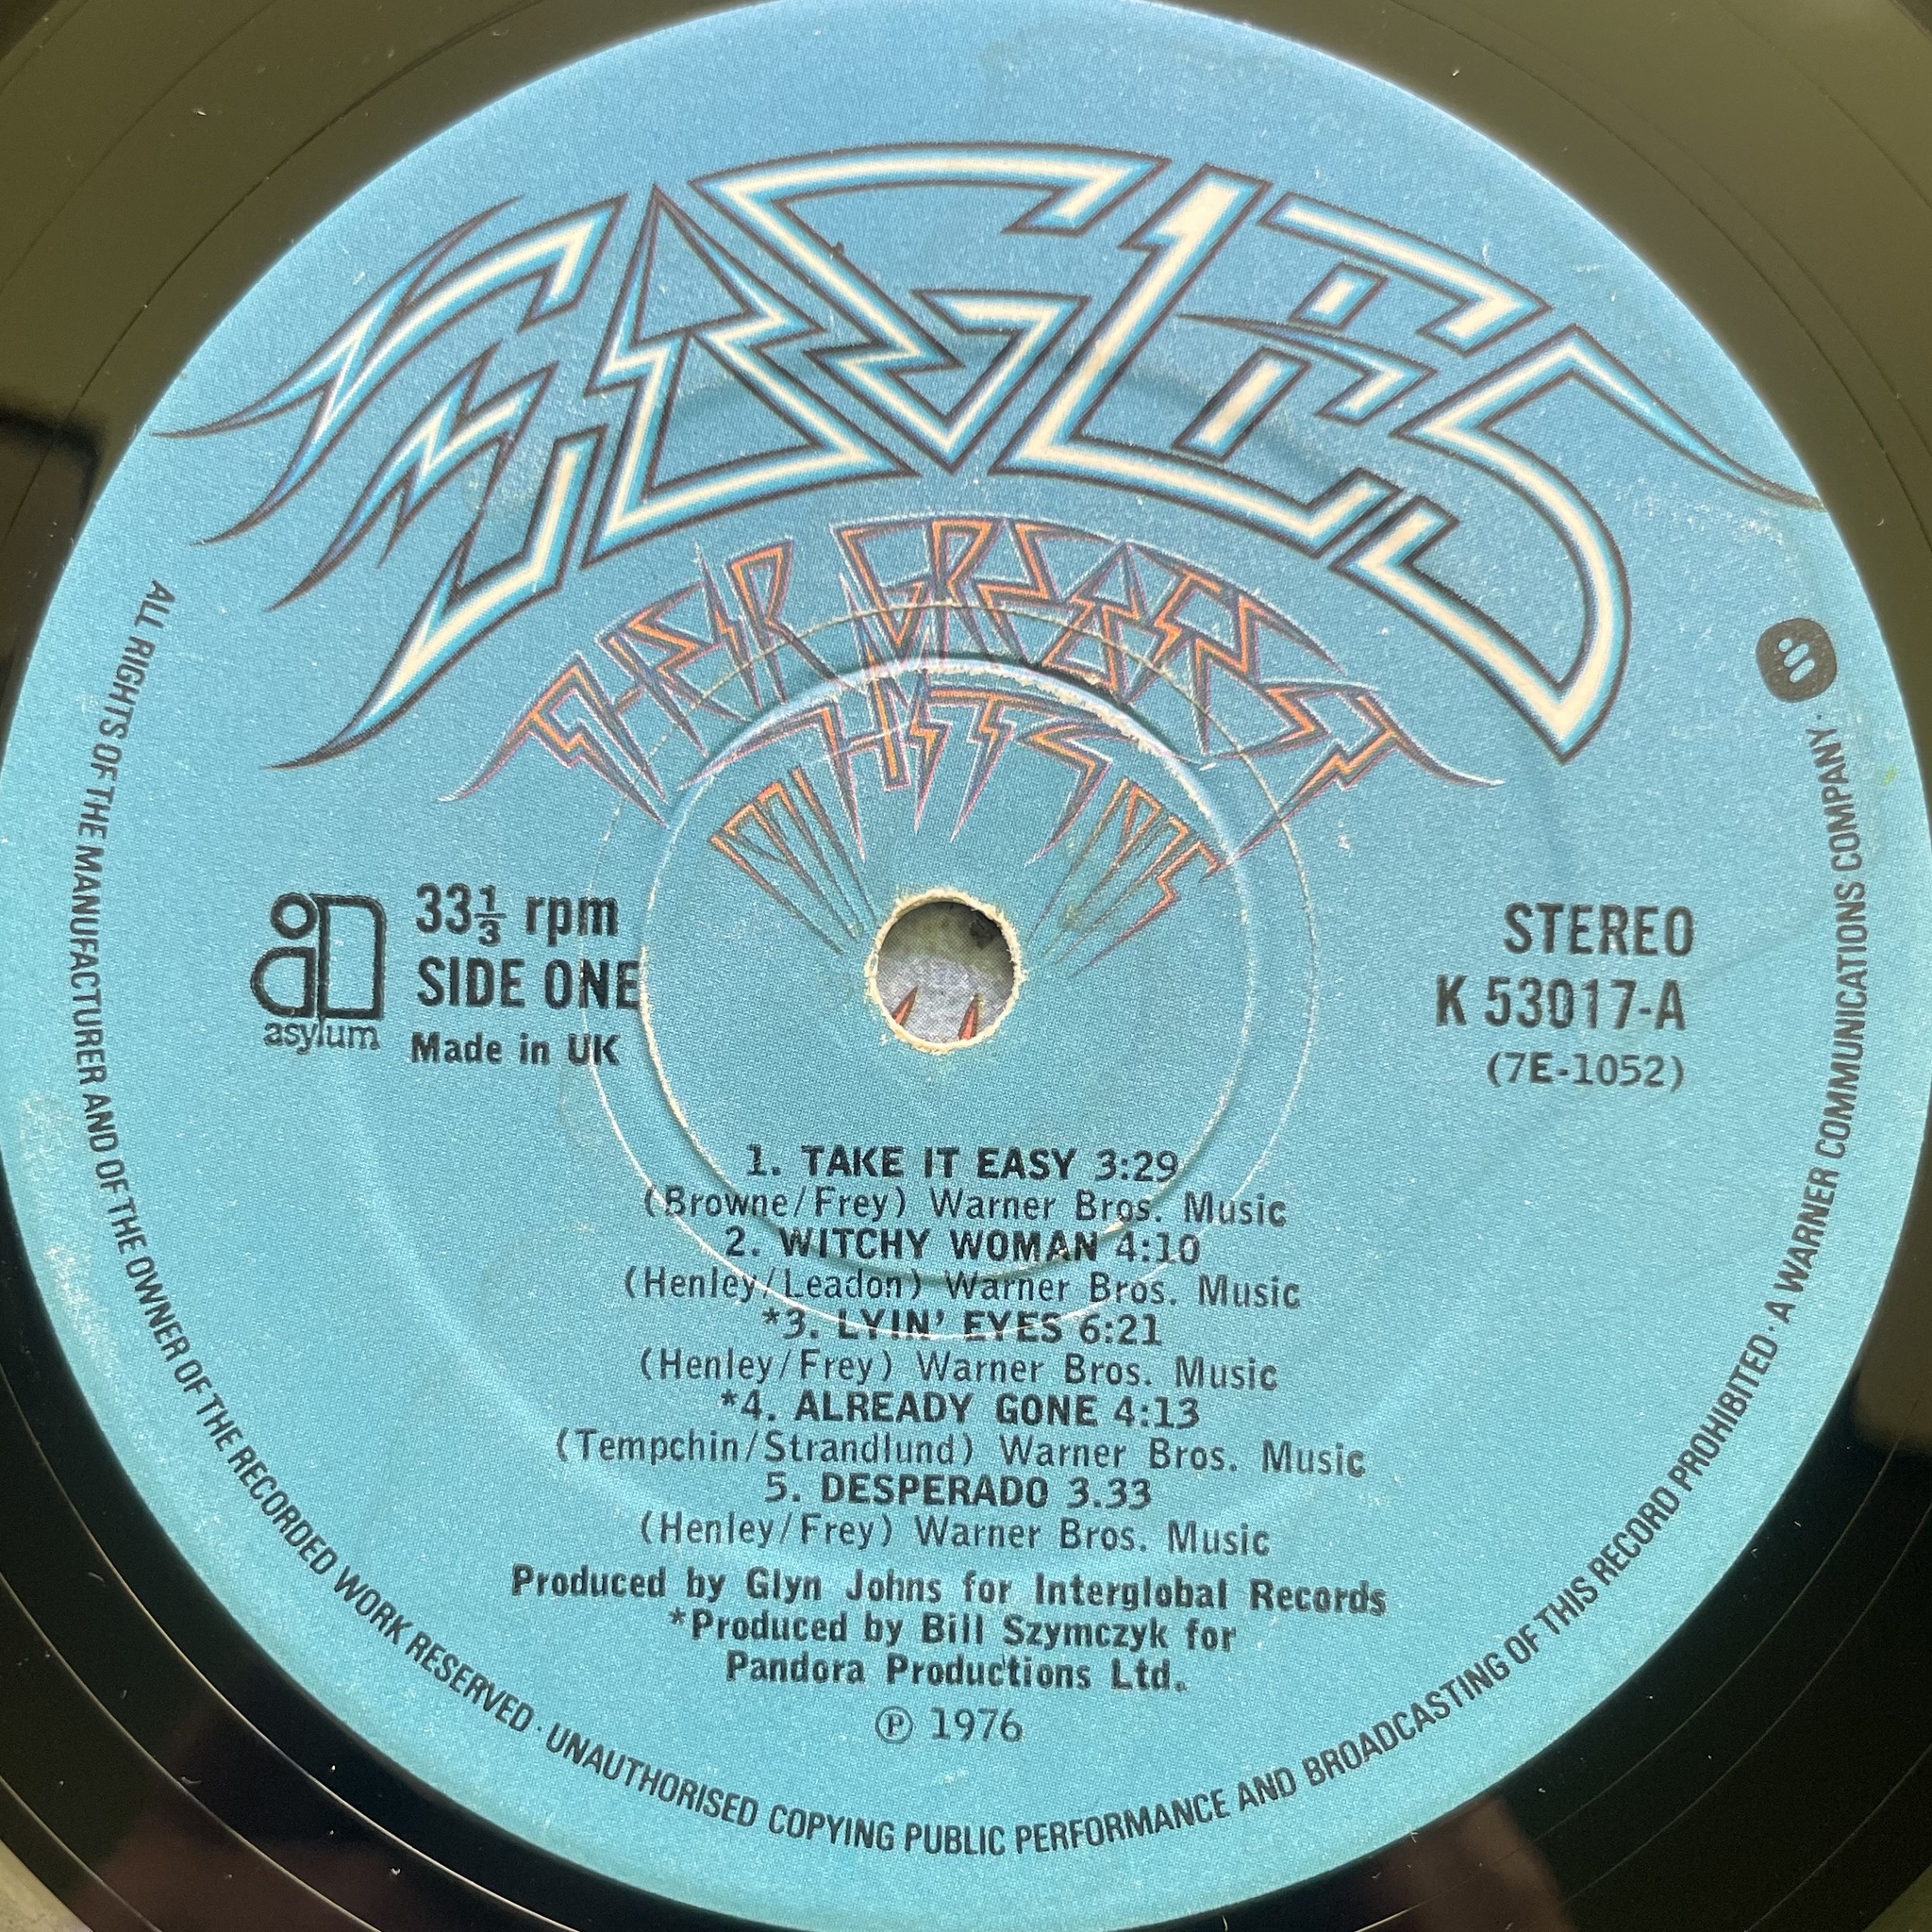 EAGLES
THEIR GREATEST
HITS
VOLUME
asylum
33⅓ rpm
SIDE ONE
Made in UK
STEREO
K 53017-A
(7E-1052)
1. TAKE IT EASY 3:29
(Browne/Frey) Warner Bros. Music
2. WITCHY WOMAN 4:10
(Henley/Leadon) Warner Bros. Music
*3. LYIN' EYES 6:21
(Henley/Frey) Warner Bros. Music
*4. ALREADY GONE 4:13
(Tempchin/Strandlund) Warner Bros. Music
5. DESPERADO 3.33
(Henley/Frey) Warner Bros. Music
Produced by Glyn Johns for Interglobal Records
*Produced by Bill Szymczyk for
Pandora Productions Ltd.
Ⓟ 1976
ALL RIGHTS OF THE MANUFACTURER AND OF THE OWNER OF THE RECORDED WORK RESERVED · UNAUTHORISED COPYING PUBLIC PERFORMANCE AND BROADCASTING OF THIS RECORD PROHIBITED · A WARNER COMMUNICATIONS COMPANY ·